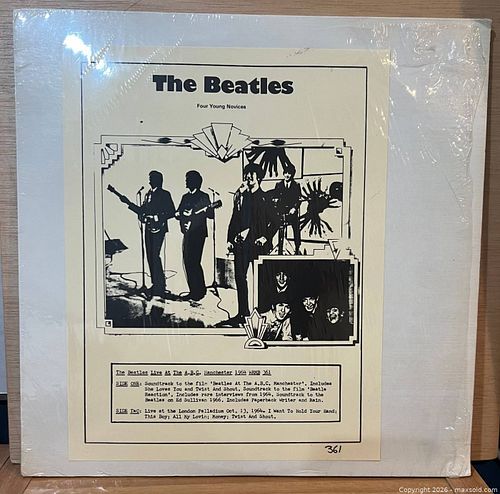 The Beatles
Four Young Novices
The Beatles Live At The A.B.C. Manchester 1964 WRMB 361
SIDE ONE: Soundtrack to the film 'Beatles At The A.B.C. Manchester'. Includes
She Loves You and Twist And Shout. Soundtrack to the film 'Beatle
Reaction', Includes rare interviews from 1964. Soundtrack to the
Beatles on Ed Sullivan 1966. Includes Paperback Writer and Rain.
SIDE TWO: Live at the London Palladium Oct. 13, 1964. I Want To Hold Your Hand;
This Boy; All My Lovin; Money; Twist And Shout.
361
Copyright 2026 - maxsold.com